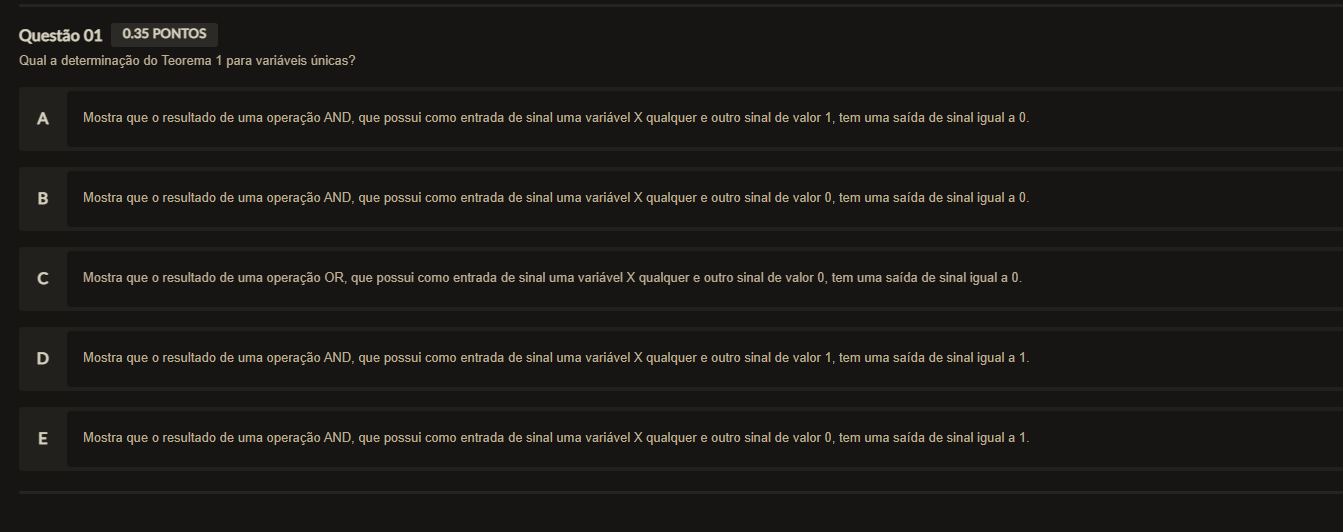 Questão 01 0.35 PONTOS
Qual a determinação do Teorema 1 para variáveis únicas?
A Mostra que o resultado de uma operação AND, que possui como entrada de sinal uma variável X qualquer e outro sinal de valor 1, tem uma saída de sinal igual a 0.
B Mostra que o resultado de uma operação AND, que possui como entrada de sinal uma variável X qualquer e outro sinal de valor 0, tem uma saída de sinal igual a 0.
C Mostra que o resultado de uma operação OR, que possui como entrada de sinal uma variável X qualquer e outro sinal de valor 0, tem uma saída de sinal igual a 0.
D Mostra que o resultado de uma operação AND, que possui como entrada de sinal uma variável X qualquer e outro sinal de valor 1, tem uma saída de sinal igual a 1.
E Mostra que o resultado de uma operação AND, que possui como entrada de sinal uma variável X qualquer e outro sinal de valor 0, tem uma saída de sinal igual a 1.